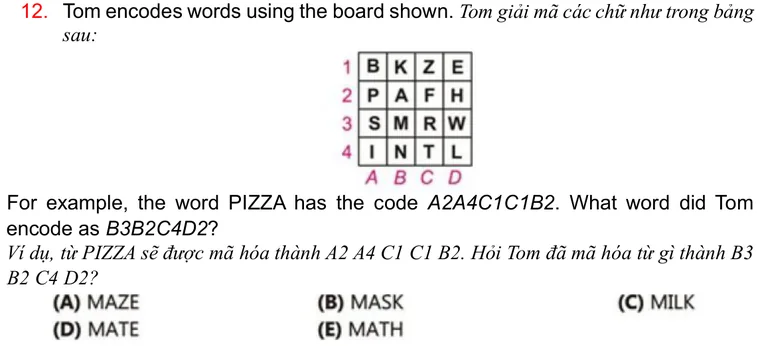 12. Tom encodes words using the board shown. Tom giải mã các chữ như trong bảng
sau:
1 B K Z E
2 P A F H
3 S M R W
4 I N T L
A B C D
For example, the word PIZZA has the code A2A4C1C1B2. What word did Tom
encode as B3B2C4D2?
Ví dụ, từ PIZZA sẽ được mã hóa thành A2 A4 C1 C1 B2. Hỏi Tom đã mã hóa từ gì thành B3
B2 C4 D2?
(A) MAZE (B) MASK (C) MILK
(D) MATE (E) MATH